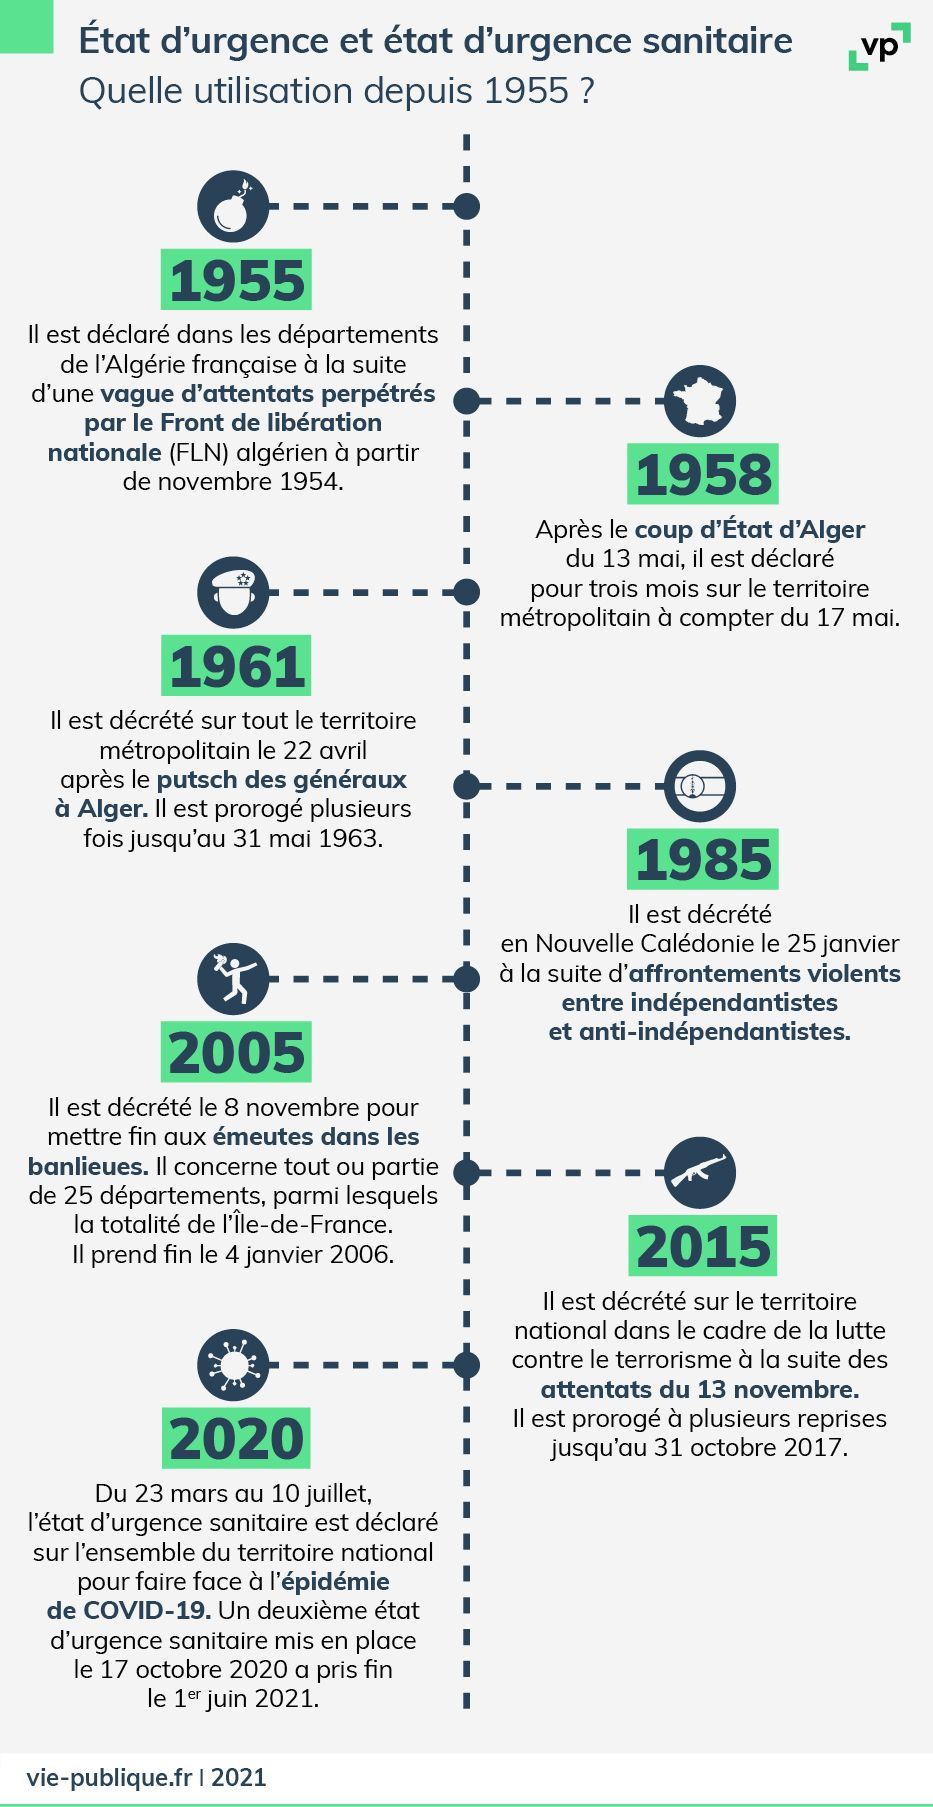 État d’urgence et état d’urgence sanitaire
Quelle utilisation depuis 1955 ?
vp
1955
Il est déclaré dans les départements
de l’Algérie française à la suite
d’une vague d’attentats perpétrés
par le Front de libération
nationale (FLN) algérien à partir
de novembre 1954.
1958
Après le coup d’État d’Alger
du 13 mai, il est déclaré
pour trois mois sur le territoire
métropolitain à compter du 17 mai.
1961
Il est décrété sur tout le territoire
métropolitain le 22 avril
après le putsch des généraux
à Alger. Il est prorogé plusieurs
fois jusqu’au 31 mai 1963.
1985
Il est décrété
en Nouvelle Calédonie le 25 janvier
à la suite d’affrontements violents
entre indépendantistes
et anti-indépendantistes.
2005
Il est décrété le 8 novembre pour
mettre fin aux émeutes dans les
banlieues. Il concerne tout ou partie
de 25 départements, parmi lesquels
la totalité de l’Île-de-France.
Il prend fin le 4 janvier 2006.
2015
Il est décrété sur le territoire
national dans le cadre de la lutte
contre le terrorisme à la suite des
attentats du 13 novembre.
Il est prorogé à plusieurs reprises
jusqu’au 31 octobre 2017.
2020
Du 23 mars au 10 juillet,
l’état d’urgence sanitaire est déclaré
sur l’ensemble du territoire national
pour faire face à l’épidémie
de COVID-19. Un deuxième état
d’urgence sanitaire mis en place
le 17 octobre 2020 a pris fin
le 1er juin 2021.
vie-publique.fr | 2021